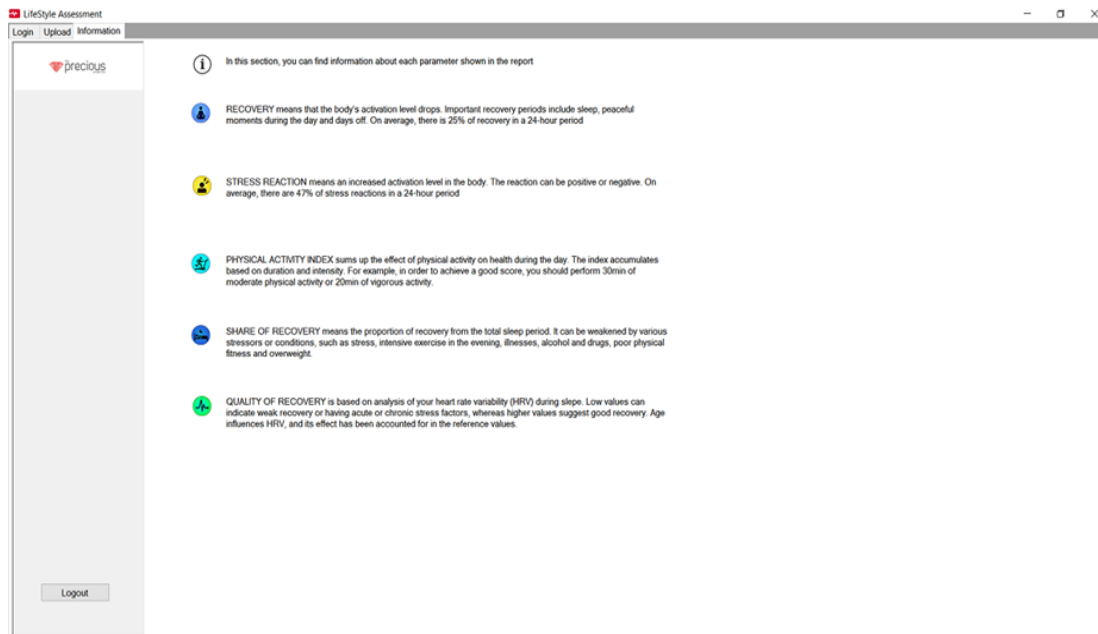 LifeStyle Assessment
Login Upload Information
precious
In this section, you can find information about each parameter shown in the report
RECOVERY means that the body's activation level drops. Important recovery periods include sleep, peaceful
moments during the day and days off. On average, there is 25% of recovery in a 24-hour period
STRESS REACTION means an increased activation level in the body. The reaction can be positive or negative. On
average, there are 47% of stress reactions in a 24-hour period
PHYSICAL ACTIVITY INDEX sums up the effect of physical activity on health during the day. The index accumulates
based on duration and intensity. For example, in order to achieve a good score, you should perform 30min of
moderate physical activity or 20min of vigorous activity.
SHARE OF RECOVERY means the proportion of recovery from the total sleep period. It can be weakened by various
stressors or conditions, such as stress, intensive exercise in the evening, illnesses, alcohol and drugs, poor physical
fitness and overweight.
QUALITY OF RECOVERY is based on analysis of your heart rate variability (HRV) during slepe. Low values can
indicate weak recovery or having acute or chronic stress factors, whereas higher values suggest good recovery. Age
influences HRV, and its effect has been accounted for in the reference values.
Logout